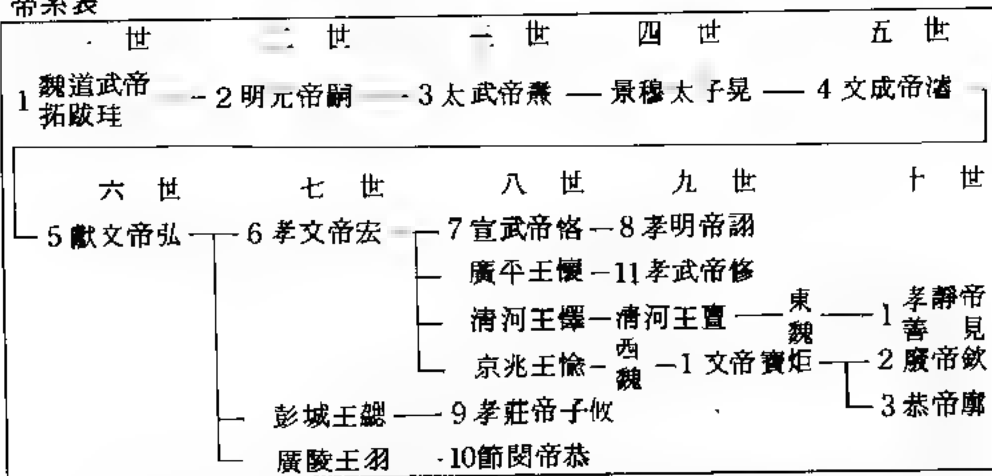 帝系表
一世 二世 三世 四世 五世
1 魏道武帝拓跋珪 — 2 明元帝嗣 — 3 太武帝燾 — 景穆太子晃 — 4 文成帝濬
六世 七世 八世 九世 十世
5 獻文帝弘 — 6 孝文帝宏 — 7 宣武帝恪 — 8 孝明帝詡
廣平王懷 — 11 孝武帝修
清河王懌 — 清河王亶 — 東魏 — 1 孝靜帝善見
京兆王愉 — 西魏 — 1 文帝寶炬 — 2 廢帝欽
3 恭帝廓
彭城王勰 — 9 孝莊帝子攸
廣陵王羽 · 10 節閔帝恭